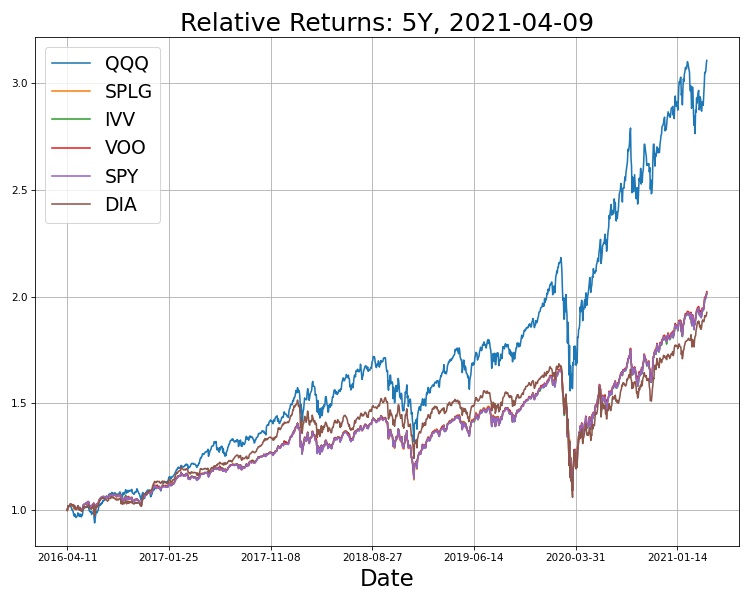 Relative Returns: 5Y, 2021-04-09
QQQ
SPLG
IVV
VOO
SPY
DIA
3.0
2.5
2.0
1.5
1.0
2016-04-11 2017-01-25 2017-11-08 2018-08-27 2019-06-14 2020-03-31 2021-01-14
Date